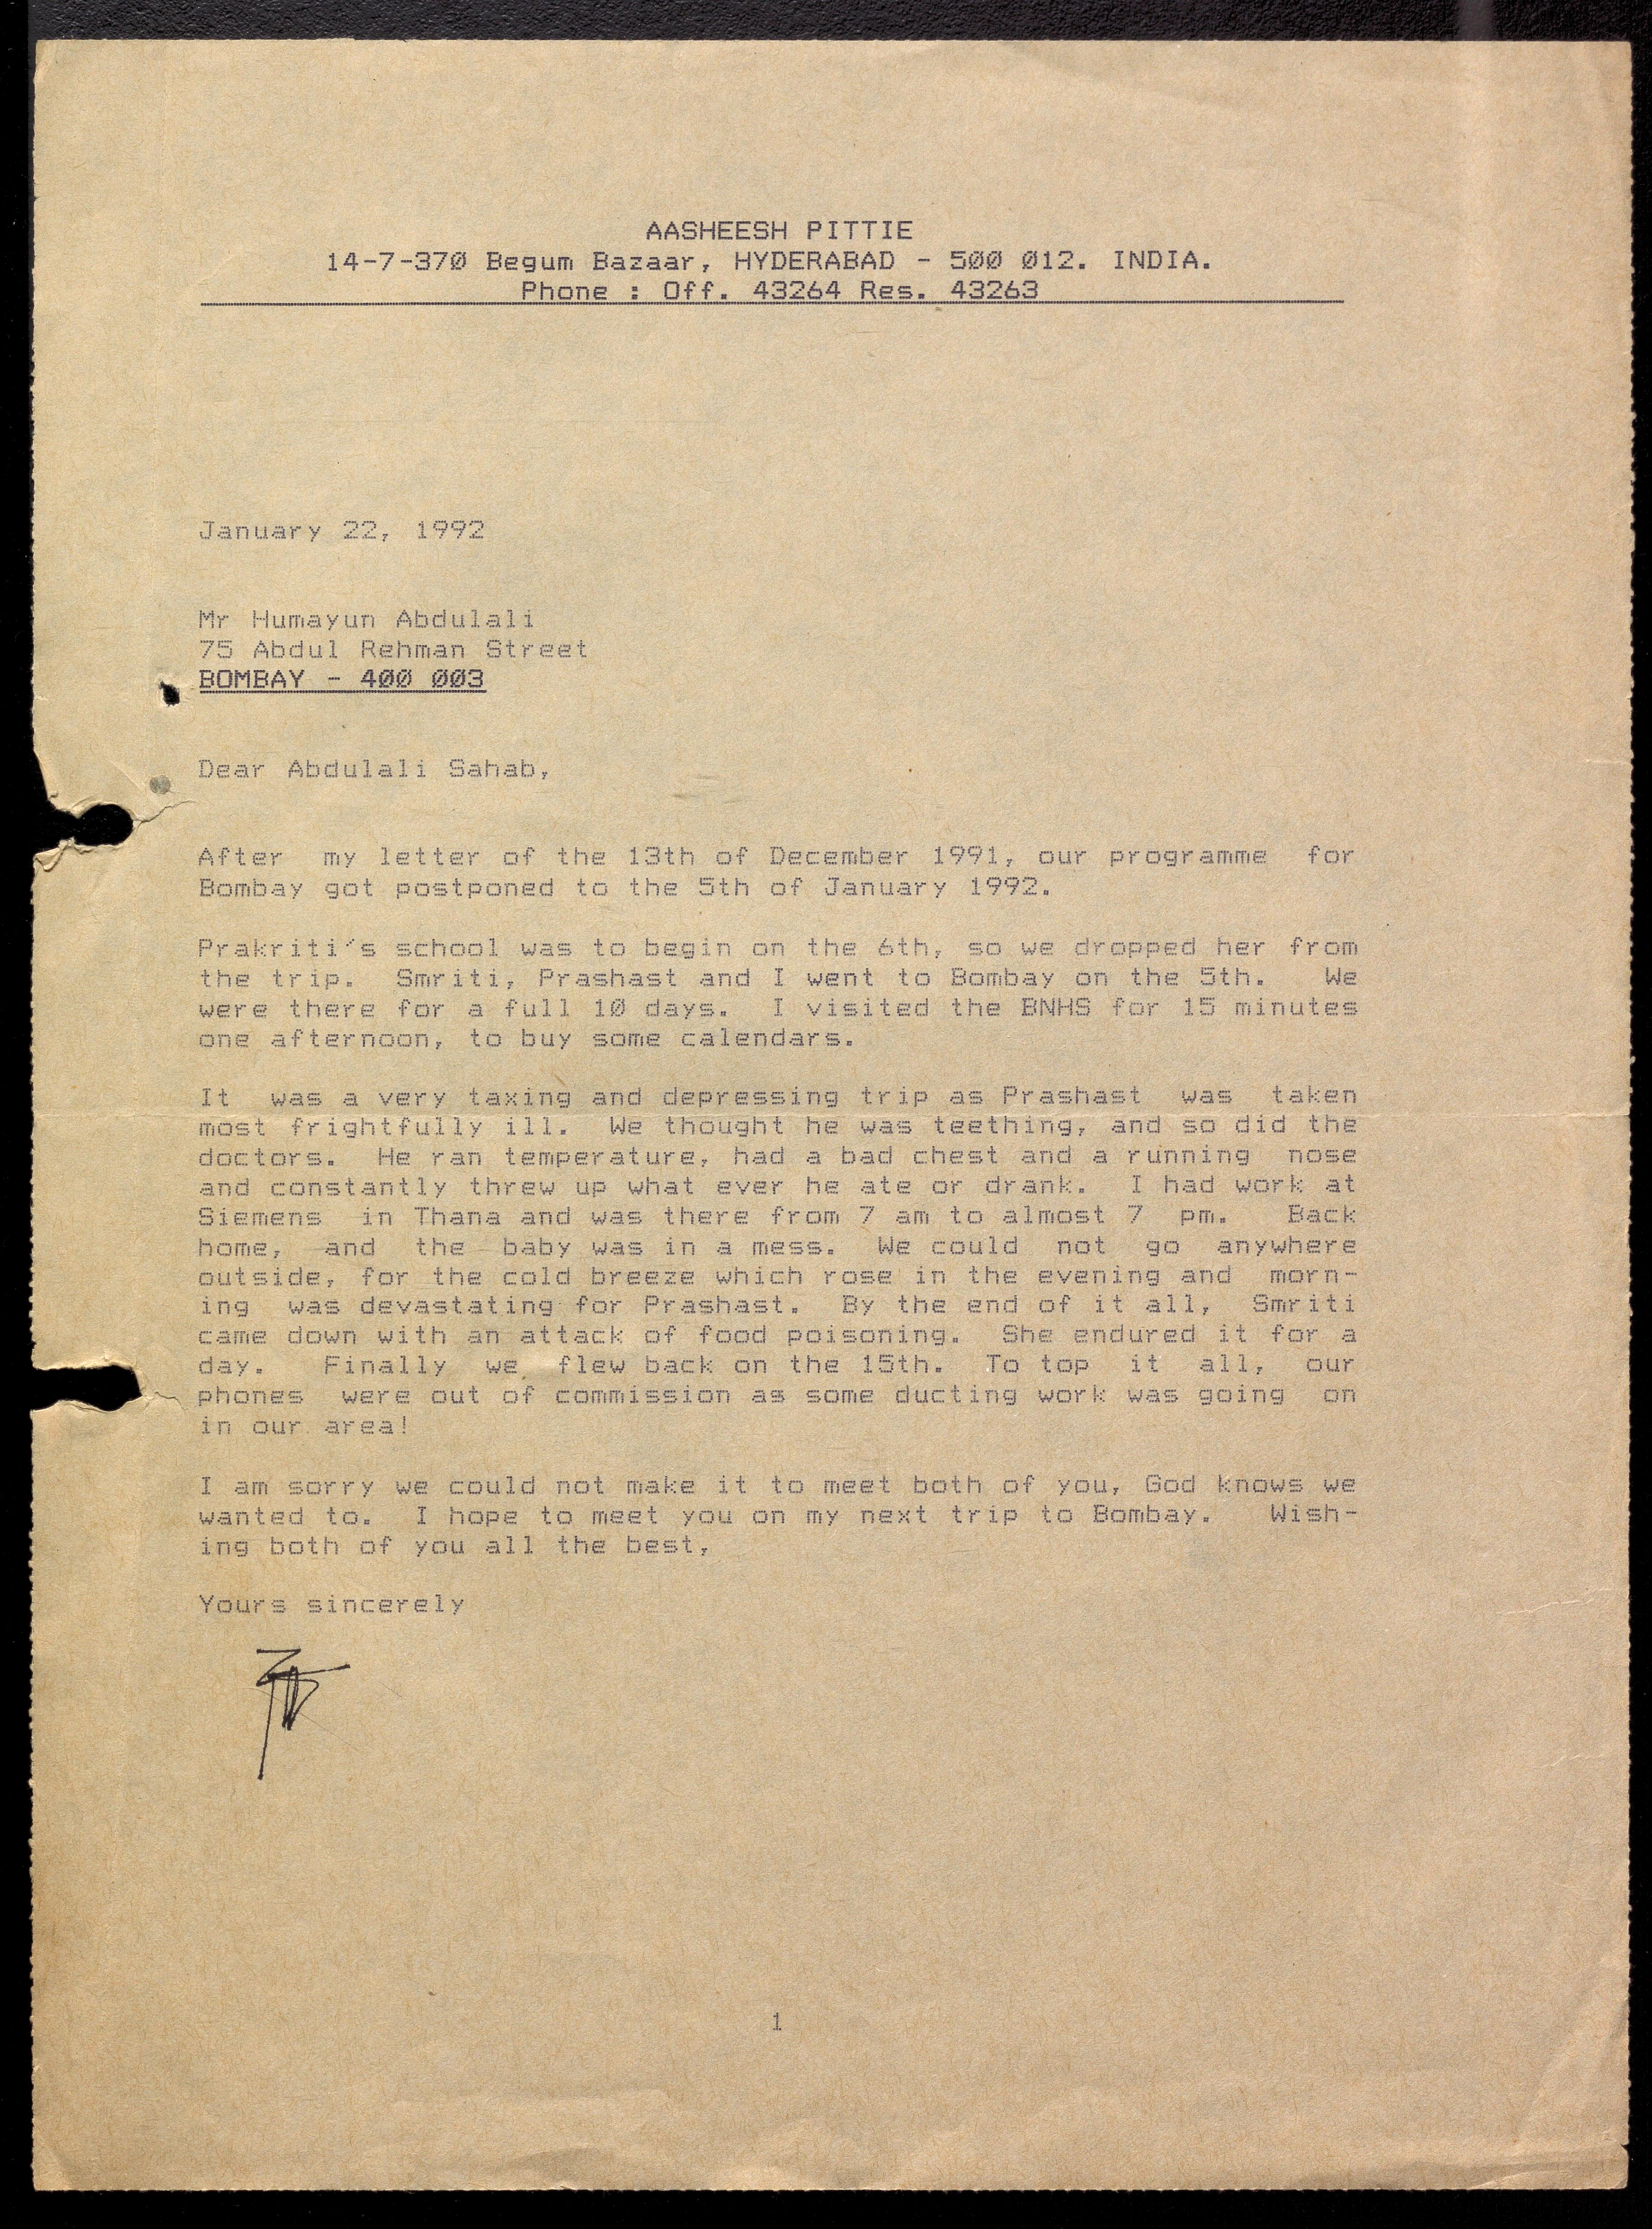 AASHEESH PITTIE
14-7-370 Begum Bazaar, HYDERABAD - 500 012. INDIA.
Phone : Off. 43264 Res. 43263
January 22, 1992
Mr Humayun Abdulali
75 Abdul Rehman Street
BOMBAY - 400 003
Dear Abdulali Sahab,
After my letter of the 13th of December 1991, our programme for
Bombay got postponed to the 5th of January 1992.
Prakriti's school was to begin on the 6th, so we dropped her from
the trip. Smriti, Prashast and I went to Bombay on the 5th. We
were there for a full 10 days. I visited the BNHS for 15 minutes
one afternoon, to buy some calendars.
It was a very taxing and depressing trip as Prashast was taken
most frightfully ill. We thought he was teething, and so did the
doctors. He ran temperature, had a bad chest and a running nose
and constantly threw up what ever he ate or drank. I had work at
Siemens in Thana and was there from 7 am to almost 7 pm. Back
home, and the baby was in a mess. We could not go anywhere
outside, for the cold breeze which rose in the evening and morn-
ing was devastating for Prashast. By the end of it all, Smriti
came down with an attack of food poisoning. She endured it for a
day. Finally we flew back on the 15th. To top it all, our
phones were out of commission as some ducting work was going on
in our area!
I am sorry we could not make it to meet both of you, God knows we
wanted to. I hope to meet you on my next trip to Bombay. Wish-
ing both of you all the best,
Yours sincerely
1